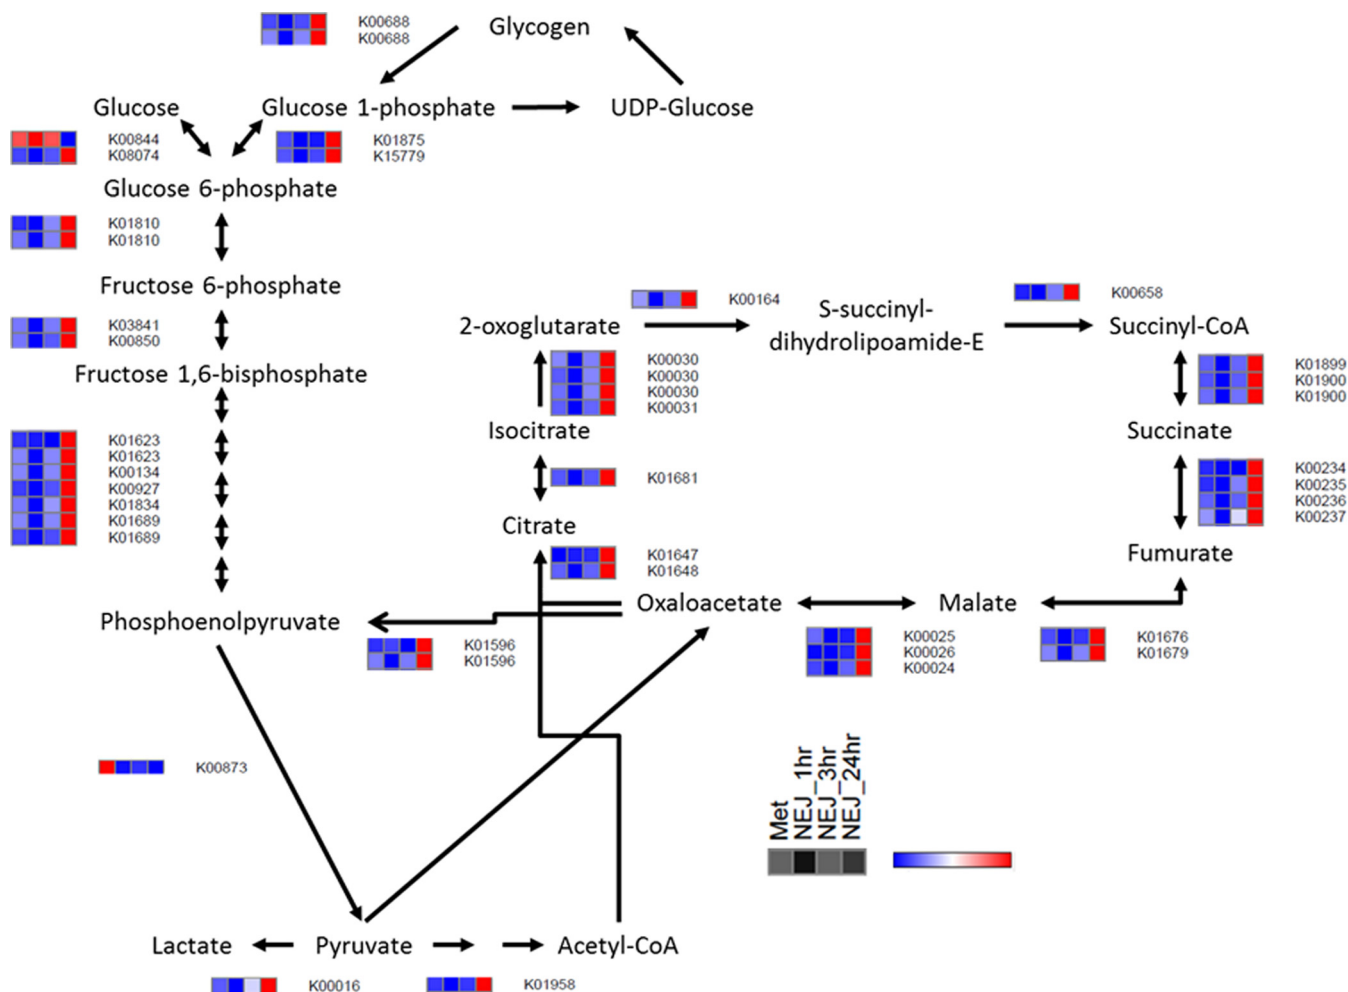 K00688
K00688
Glycogen
Glucose
Glucose 1-phosphate
UDP-Glucose
K00844
K08074
K01875
K15779
Glucose 6-phosphate
K01810
K01810
Fructose 6-phosphate
K03841
K00850
Fructose 1,6-bisphosphate
K01623
K01623
K00134
K00927
K01834
K01689
K01689
Phosphoenolpyruvate
K01596
K01596
K00873
2-oxoglutarate
K00164
S-succinyl-
dihydrolipoamide-E
K00658
Succinyl-CoA
K00030
K00030
K00030
K00031
K01899
K01900
K01900
Isocitrate
Succinate
K01681
K00234
K00235
K00236
K00237
Citrate
K01647
K01648
Fumurate
Oxaloacetate
Malate
K00025
K00026
K00024
K01676
K01679
Met
NEJ_1hr
NEJ_3hr
NEJ_24hr
Lactate
Pyruvate
Acetyl-CoA
K00016
K01958